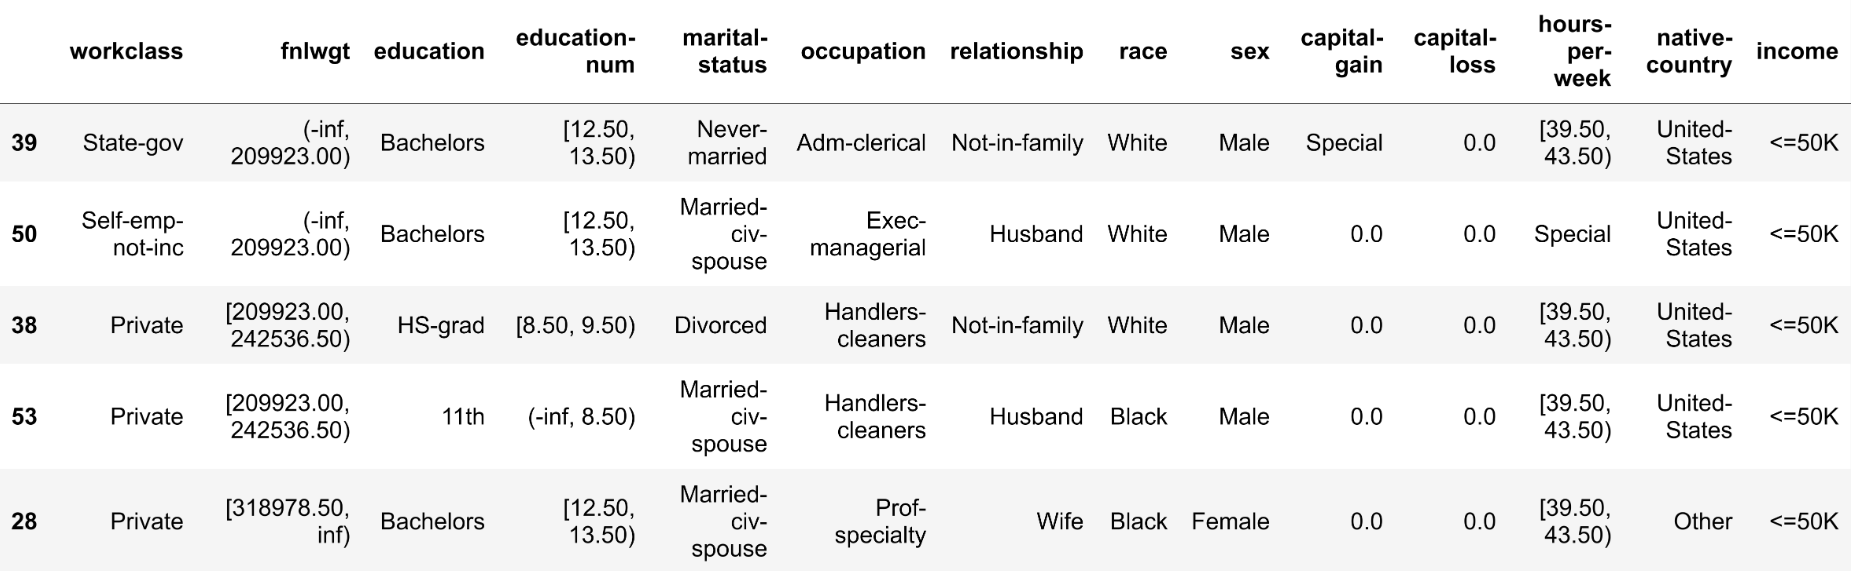 workclass fnlwgt education education-num marital-status occupation relationship race sex capital-gain capital-loss hours-per-week native-country income
39 State-gov (-inf, 209923.00) Bachelors [12.50, 13.50) Never-married Adm-clerical Not-in-family White Male Special 0.0 [39.50, 43.50) United-States <=50K
50 Self-emp-not-inc (-inf, 209923.00) Bachelors [12.50, 13.50) Married-civ-spouse Exec-managerial Husband White Male 0.0 0.0 Special United-States <=50K
38 Private [209923.00, 242536.50) HS-grad [8.50, 9.50) Divorced Handlers-cleaners Not-in-family White Male 0.0 0.0 [39.50, 43.50) United-States <=50K
53 Private [209923.00, 242536.50) 11th (-inf, 8.50) Married-civ-spouse Handlers-cleaners Husband Black Male 0.0 0.0 [39.50, 43.50) United-States <=50K
28 Private [318978.50, inf) Bachelors [12.50, 13.50) Married-civ-spouse Prof-specialty Wife Black Female 0.0 0.0 [39.50, 43.50) Other <=50K